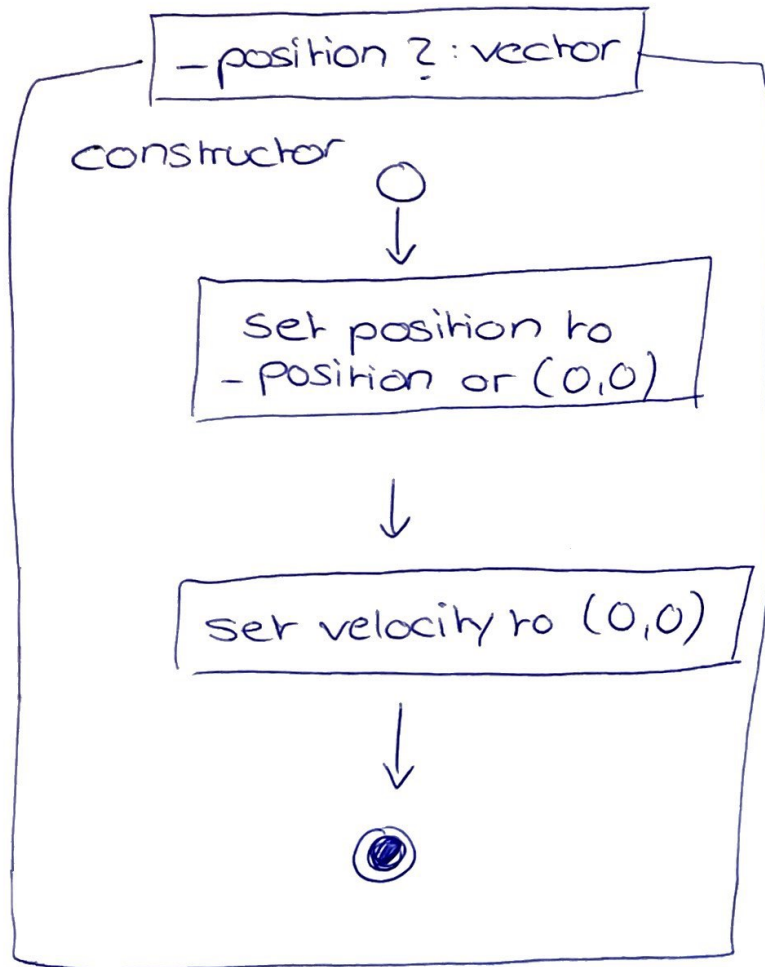 _position ? : vector
constructor
set position to
_position or (0,0)
set velocity to (0,0)